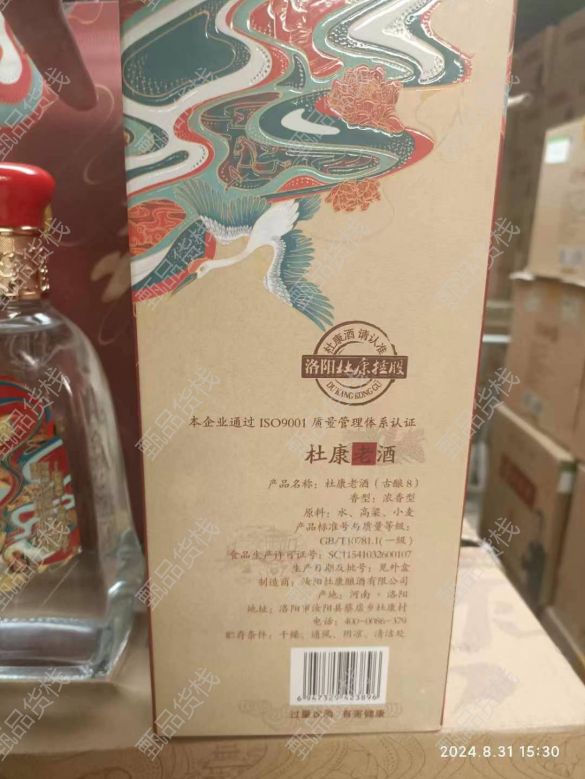 杜康酒 请认准
洛阳杜康控股
DU KANG KONG GU
本企业通过 ISO9001 质量管理体系认证
杜康老酒
产品名称：杜康老酒（古酿8）
香型：浓香型
原料：水、高粱、小麦
产品标准号与质量等级：
GB/T10781.1（一级）
食品生产许可证号：SC11541032600107
生产日期及批号：见外盒
制造商：汝阳杜康酿酒有限公司
产地：河南·洛阳
地址：洛阳市汝阳县蔡店乡杜康村
电话：400-0086-379
贮存条件：干燥、通风、阴凉、清洁处
6 947329 423896
过量饮酒 有害健康
2024.8.31 15:30
甄品货栈